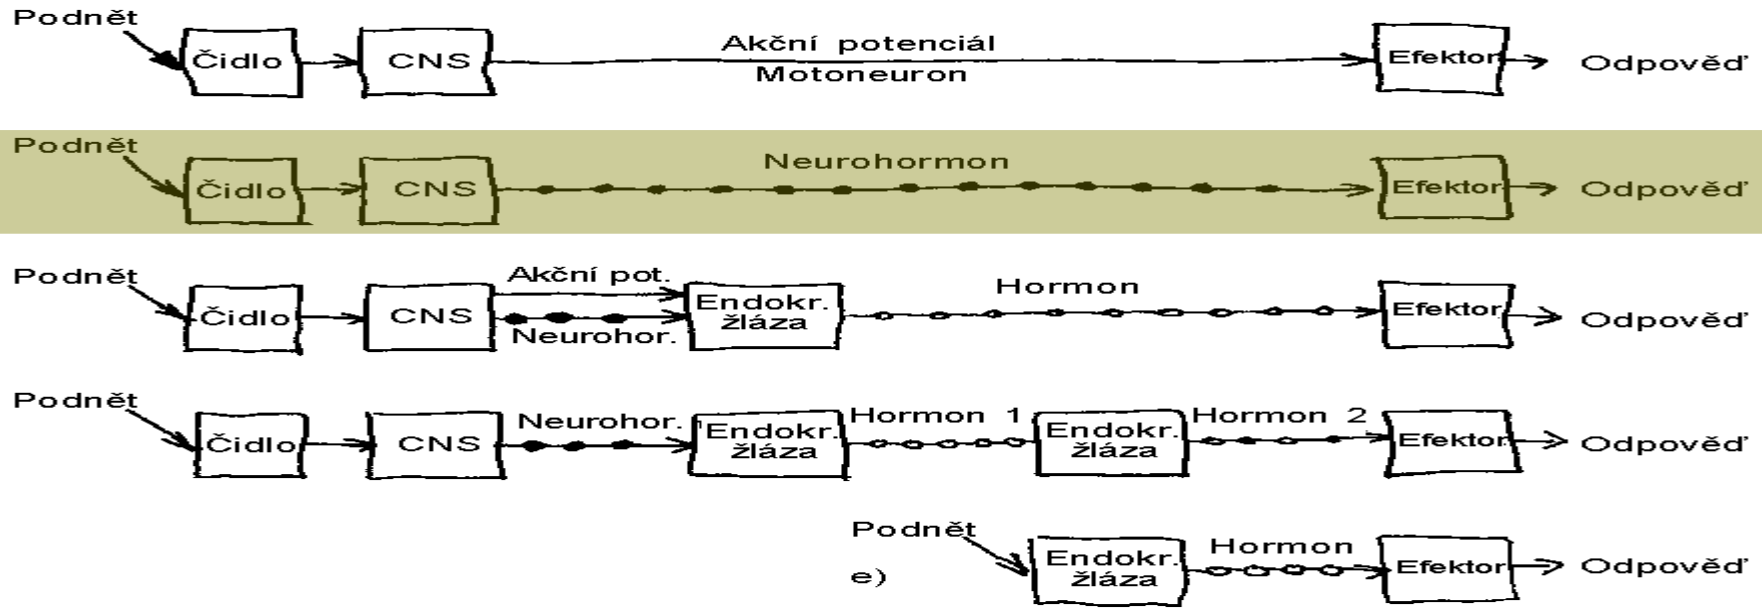 Podnět
Čidlo CNS Akční potenciál Motoneuron Efektor Odpověď
Podnět
Čidlo CNS Neurohormon Efektor Odpověď
Podnět
Čidlo CNS Akční pot. Neurohor. Endokr. žláza Hormon Efektor Odpověď
Podnět
Čidlo CNS Neurohor. Endokr. žláza Hormon 1 Endokr. žláza Hormon 2 Efektor Odpověď
Podnět
e) Endokr. žláza Hormon Efektor Odpověď